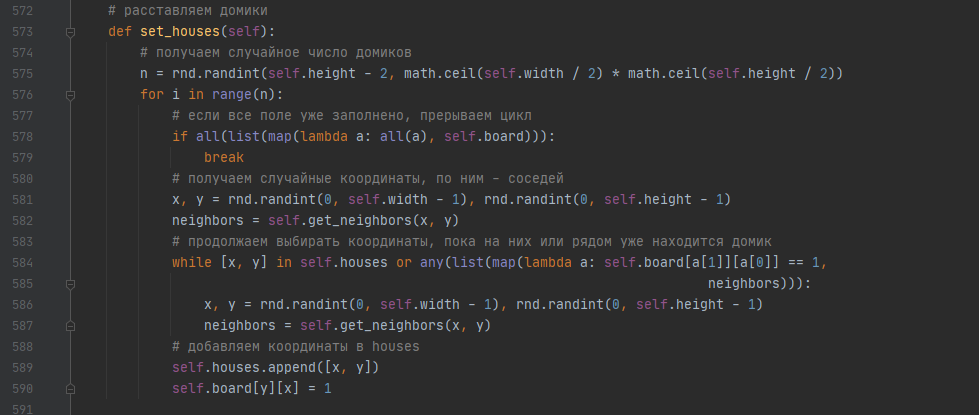 572 # расставляем домики
573 def set_houses(self):
574 # получаем случайное число домиков
575 n = rnd.randint(self.height - 2, math.ceil(self.width / 2) * math.ceil(self.height / 2))
576 for i in range(n):
577 # если все поле уже заполнено, прерываем цикл
578 if all(list(map(lambda a: all(a), self.board))):
579 break
580 # получаем случайные координаты, по ним - соседей
581 x, y = rnd.randint(0, self.width - 1), rnd.randint(0, self.height - 1)
582 neighbors = self.get_neighbors(x, y)
583 # продолжаем выбирать координаты, пока на них или рядом уже находится домик
584 while [x, y] in self.houses or any(list(map(lambda a: self.board[a[1]][a[0]] == 1,
585 neighbors))):
586 x, y = rnd.randint(0, self.width - 1), rnd.randint(0, self.height - 1)
587 neighbors = self.get_neighbors(x, y)
588 # добавляем координаты в houses
589 self.houses.append([x, y])
590 self.board[y][x] = 1
591